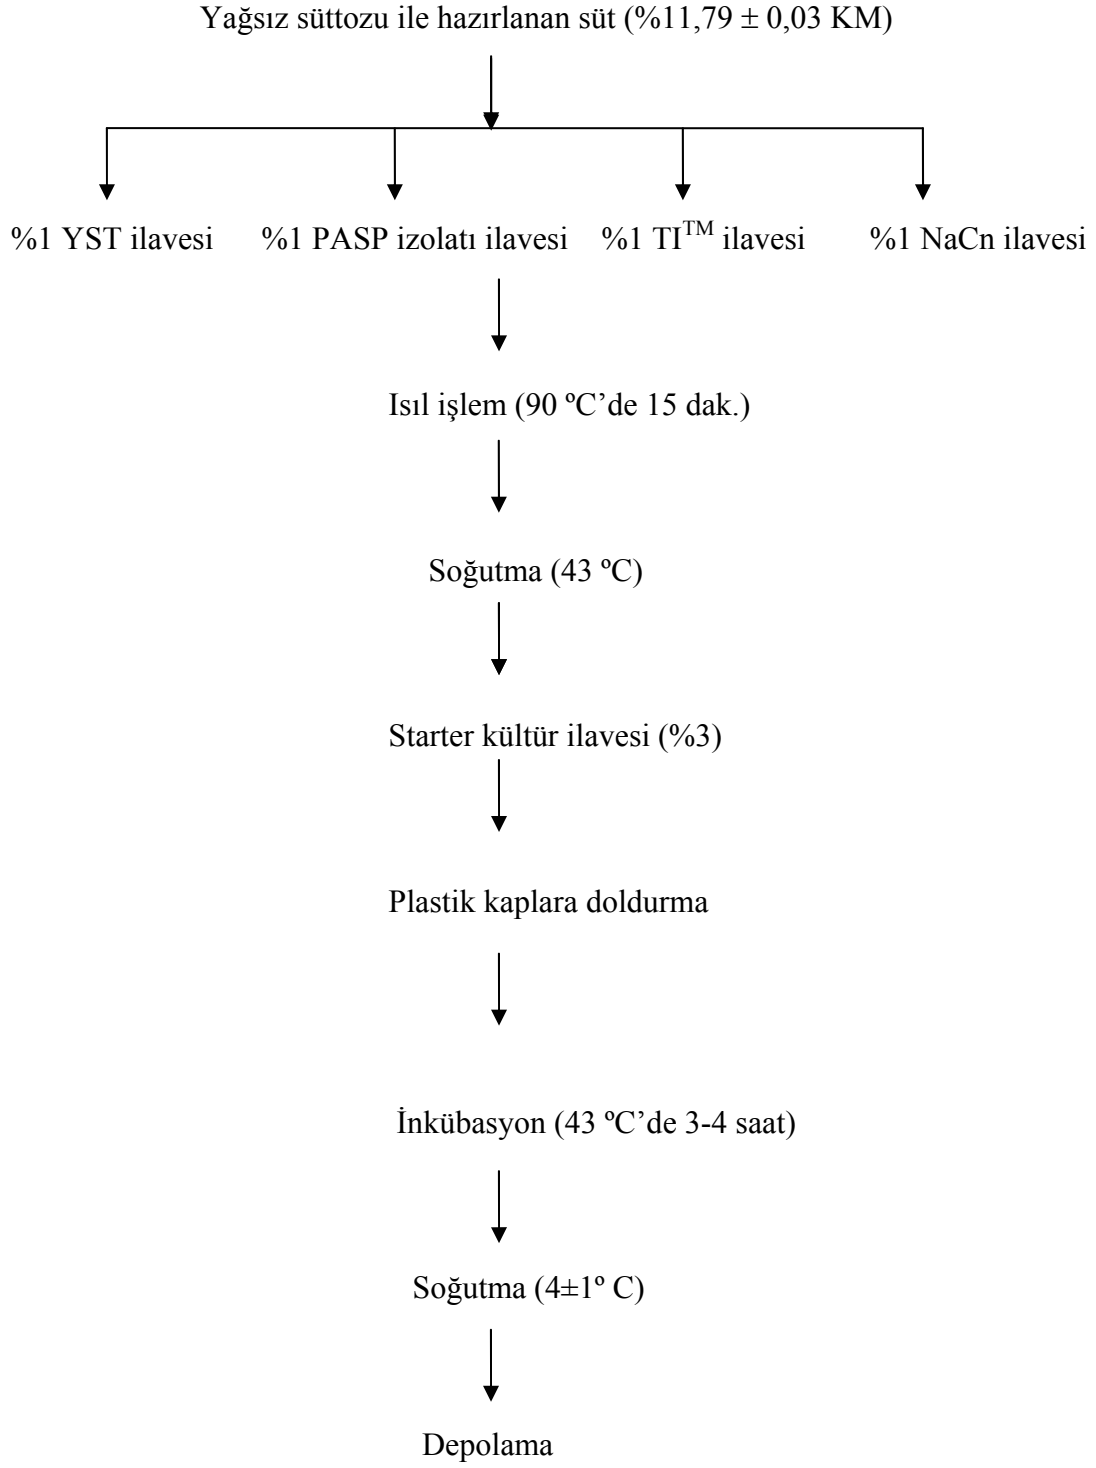 Yağsız süttozu ile hazırlanan süt (%11,79 ± 0,03 KM)
%1 YST ilavesi %1 PASP izolatı ilavesi %1 TI™ ilavesi %1 NaCn ilavesi
Isıl işlem (90 ºC’de 15 dak.)
Soğutma (43 ºC)
Starter kültür ilavesi (%3)
Plastik kaplara doldurma
İnkübasyon (43 ºC’de 3-4 saat)
Soğutma (4±1º C)
Depolama